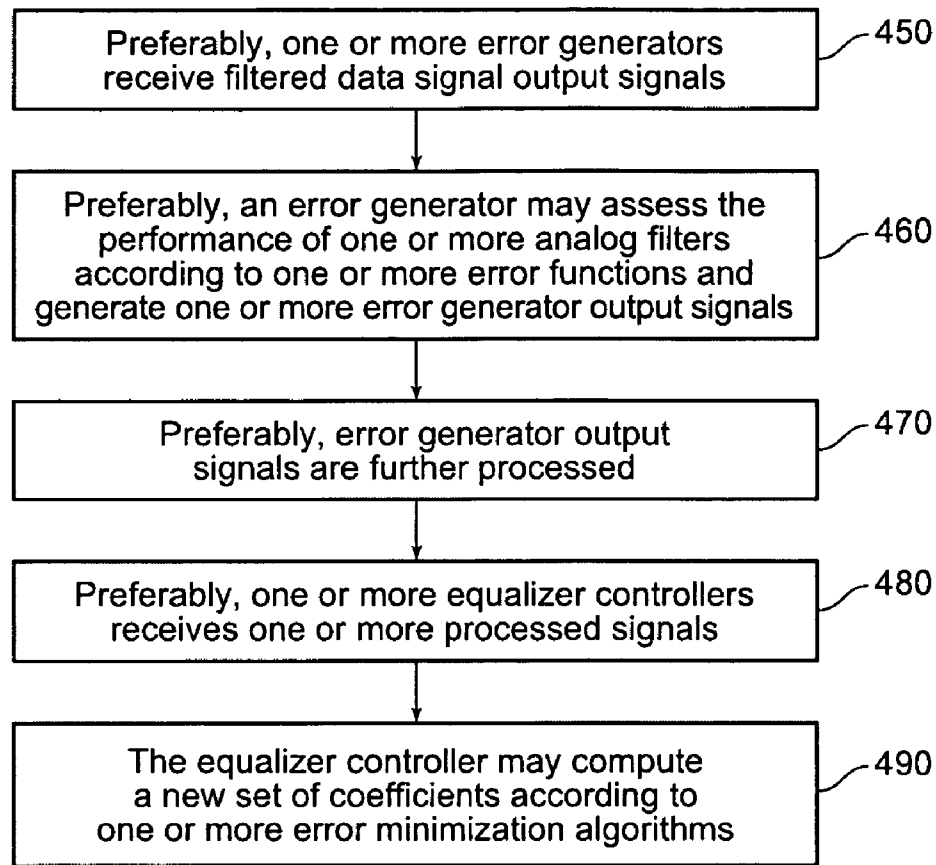 Preferably, one or more error generators
receive filtered data signal output signals
450
Preferably, an error generator may assess the
performance of one or more analog filters
according to one or more error functions and
generate one or more error generator output signals
460
Preferably, error generator output
signals are further processed
470
Preferably, one or more equalizer controllers
receives one or more processed signals
480
The equalizer controller may compute
a new set of coefficients according to
one or more error minimization algorithms
490